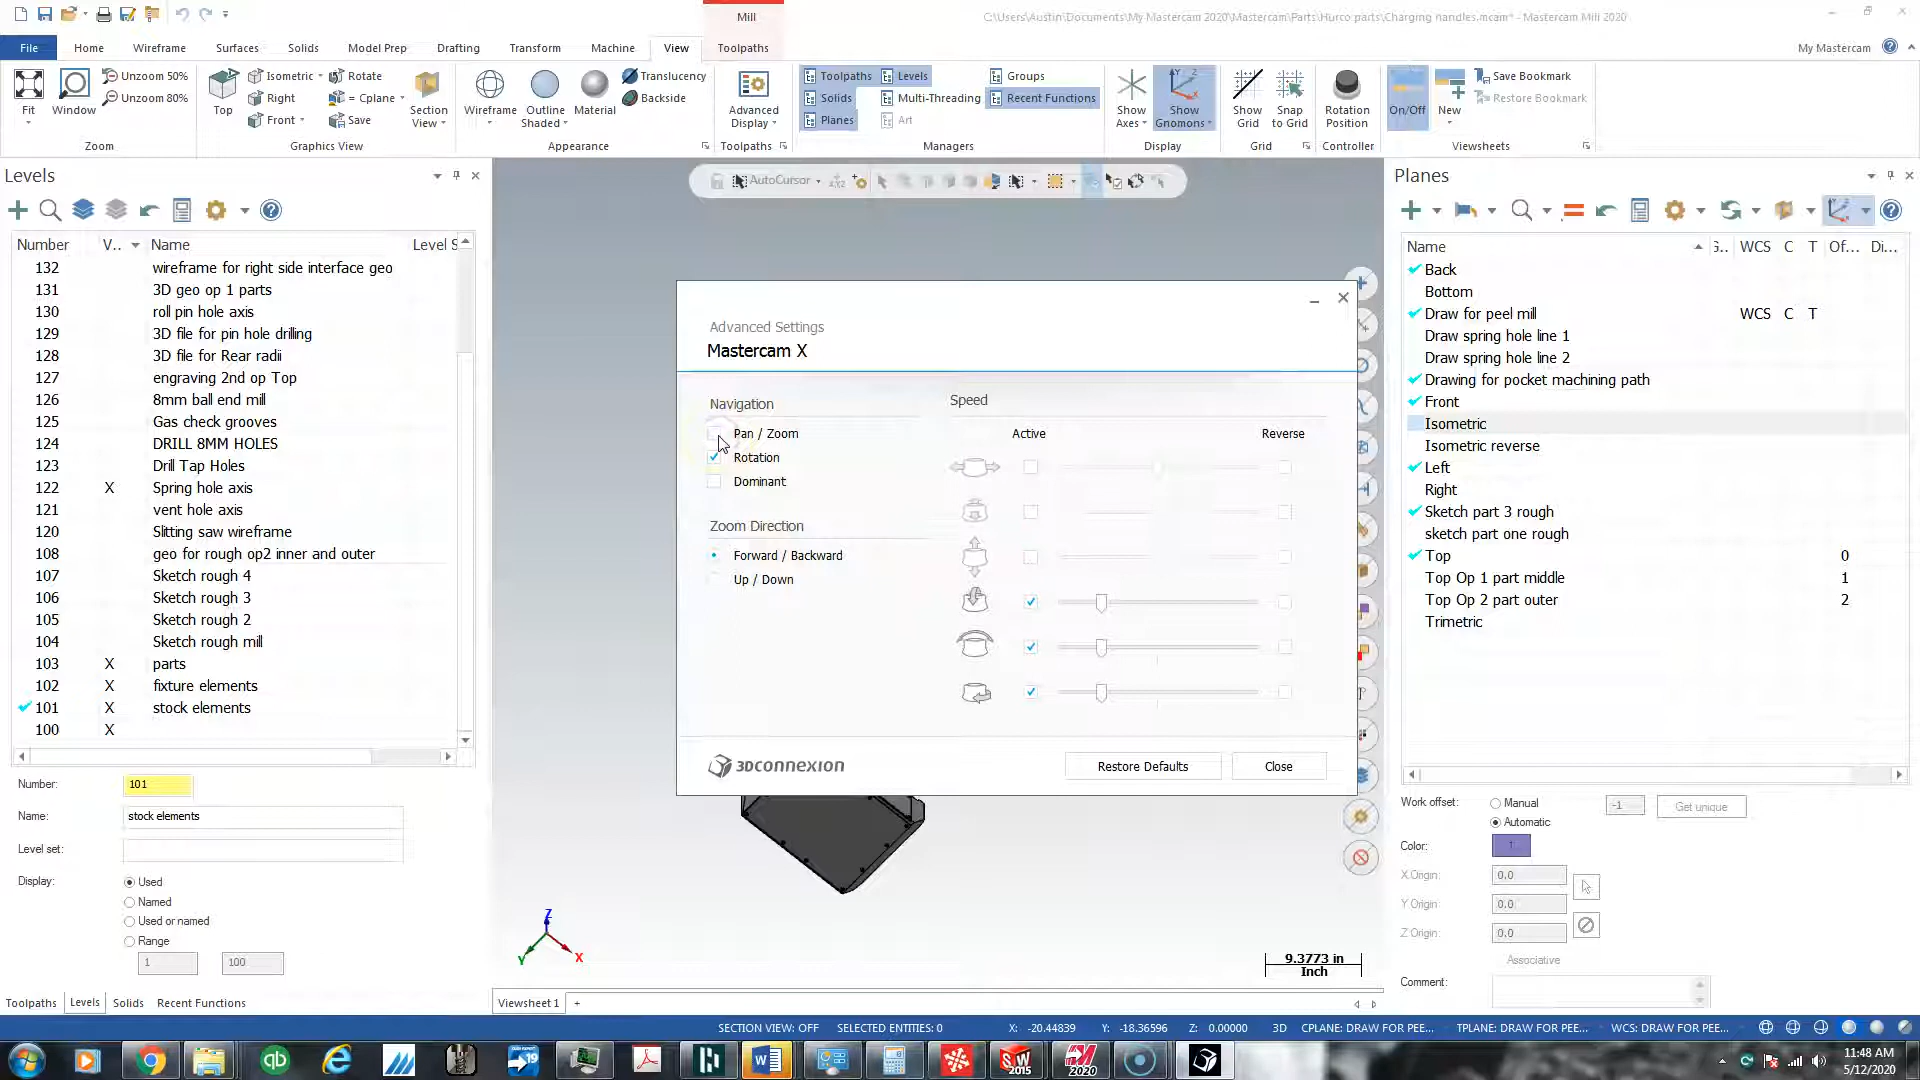 Mill
C:\Users\Austin\Documents\My Mastercam 2020\Mastercam\Parts\Hurco parts\Charging handles.mcam* - Mastercam Mill 2020
File
Home
Wireframe
Surfaces
Solids
Model Prep
Drafting
Transform
Machine
View
Toolpaths
My Mastercam
Fit
Window
Unzoom 50%
Unzoom 80%
Zoom
Top
Isometric
Right
Front
Rotate
= Cplane
Save
Section View
Graphics View
Wireframe
Outline Shaded
Material
Translucency
Backside
Appearance
Advanced Display
Toolpaths
Toolpaths
Solids
Planes
Levels
Multi-Threading
Art
Groups
Recent Functions
Managers
Show Axes
Show Gnomons
Display
Show Grid
Snap to Grid
Grid
Rotation Position
Controller
On/Off
New
Save Bookmark
Restore Bookmark
Viewsheets
Levels
Number V.. Name Level S
132 wireframe for right side interface geo
131 3D geo op 1 parts
130 roll pin hole axis
129 3D file for pin hole drilling
128 3D file for Rear radii
127 engraving 2nd op Top
126 8mm ball end mill
125 Gas check grooves
124 DRILL 8MM HOLES
123 Drill Tap Holes
122 X Spring hole axis
121 vent hole axis
120 Slitting saw wireframe
108 geo for rough op2 inner and outer
107 Sketch rough 4
106 Sketch rough 3
105 Sketch rough 2
104 Sketch rough mill
103 X parts
102 X fixture elements
101 X stock elements
100 X
Number: 101
Name: stock elements
Level set:
Display: Used
Named
Used or named
Range
1 100
Toolpaths Levels Solids Recent Functions
AutoCursor
Advanced Settings
Mastercam X
Navigation
Pan / Zoom
Rotation
Dominant
Zoom Direction
Forward / Backward
Up / Down
Speed
Active Reverse
3Dconnexion
Restore Defaults
Close
Z
Y
X
9.3773 in
Inch
Viewsheet 1 +
Planes
Name G.. WCS C T Of... Di...
Back
Bottom
Draw for peel mill WCS C T
Draw spring hole line 1
Draw spring hole line 2
Drawing for pocket machining path
Front
Isometric
Isometric reverse
Left
Right
Sketch part 3 rough
sketch part one rough
Top 0
Top Op 1 part middle 1
Top Op 2 part outer 2
Trimetric
Work offset: Manual -1 Get unique
Automatic
Color: 1
X Origin: 0.0
Y Origin: 0.0
Z Origin: 0.0
Associative
Comment:
SECTION VIEW: OFF SELECTED ENTITIES: 0 X: -20.44839 Y: -18.36596 Z: 0.00000 3D CPLANE: DRAW FOR PEE... TPLANE: DRAW FOR PEE... WCS: DRAW FOR PEE...
qb
19
SW
2015
2020
11:48 AM
5/12/2020